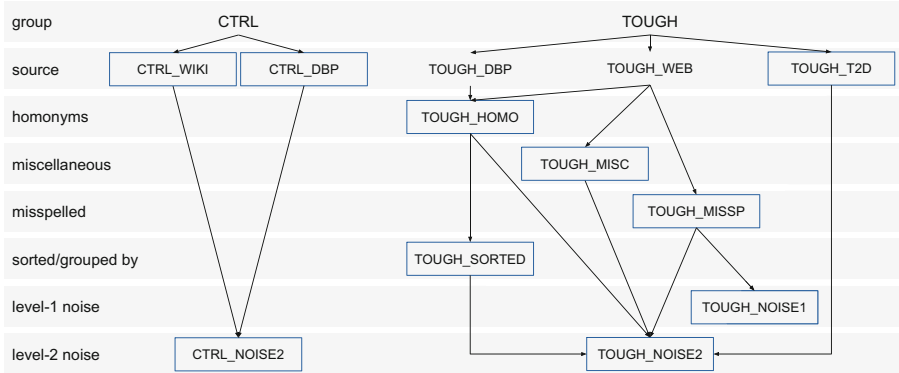 group CTRL TOUGH
source CTRL_WIKI CTRL_DBP TOUGH_DBP TOUGH_WEB TOUGH_T2D
homonyms TOUGH_HOMO
miscellaneous TOUGH_MISC
misspelled TOUGH_MISSP
sorted/grouped by TOUGH_SORTED
level-1 noise TOUGH_NOISE1
level-2 noise CTRL_NOISE2 TOUGH_NOISE2